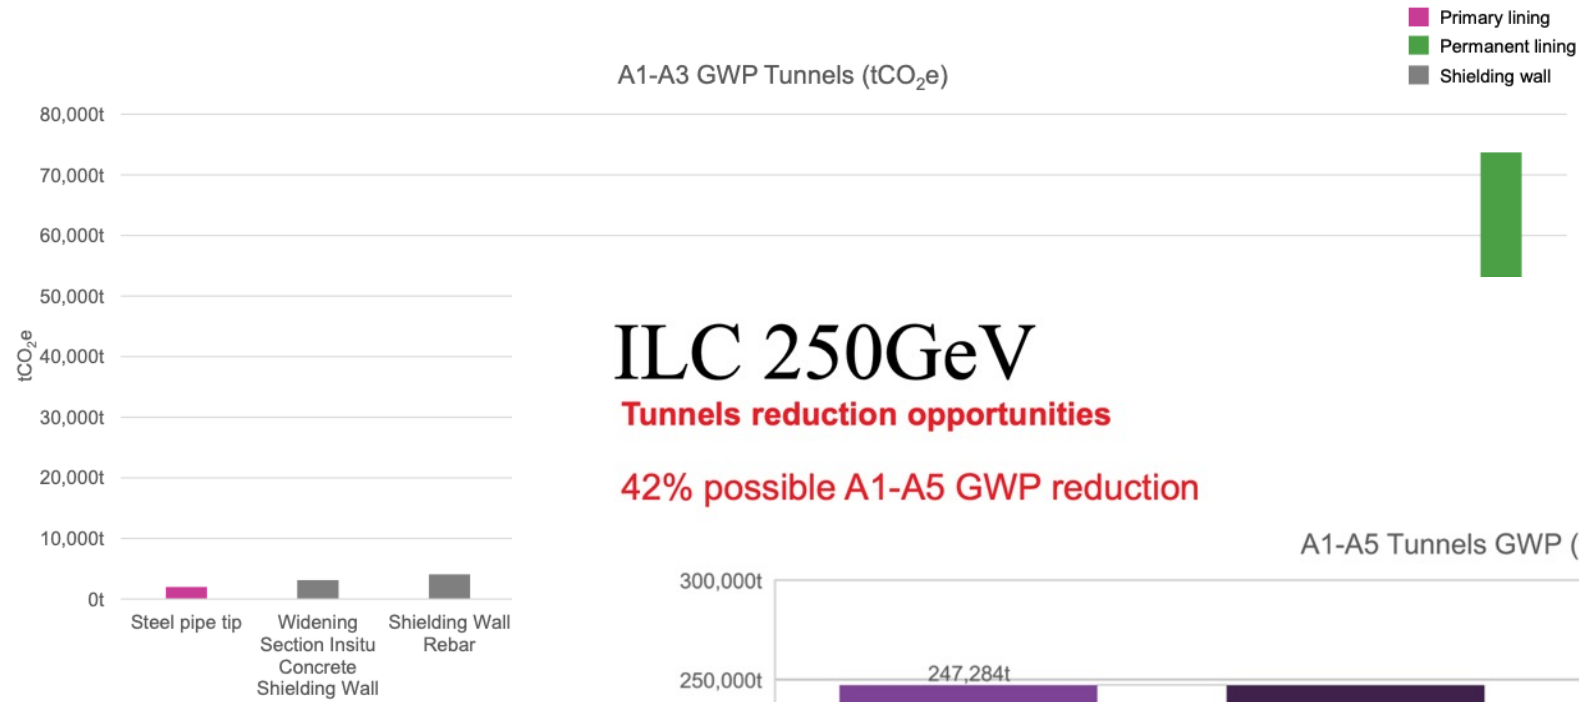 Primary lining
Permanent lining
Shielding wall
A1-A3 GWP Tunnels (tCO₂e)
80,000t
70,000t
60,000t
50,000t
40,000t
30,000t
20,000t
10,000t
0t
tCO₂e
Steel pipe tip
Widening
Section Insitu
Concrete
Shielding Wall
Shielding Wall
Rebar
ILC 250GeV
Tunnels reduction opportunities
42% possible A1-A5 GWP reduction
A1-A5 Tunnels GWP (
300,000t
250,000t
247,284t